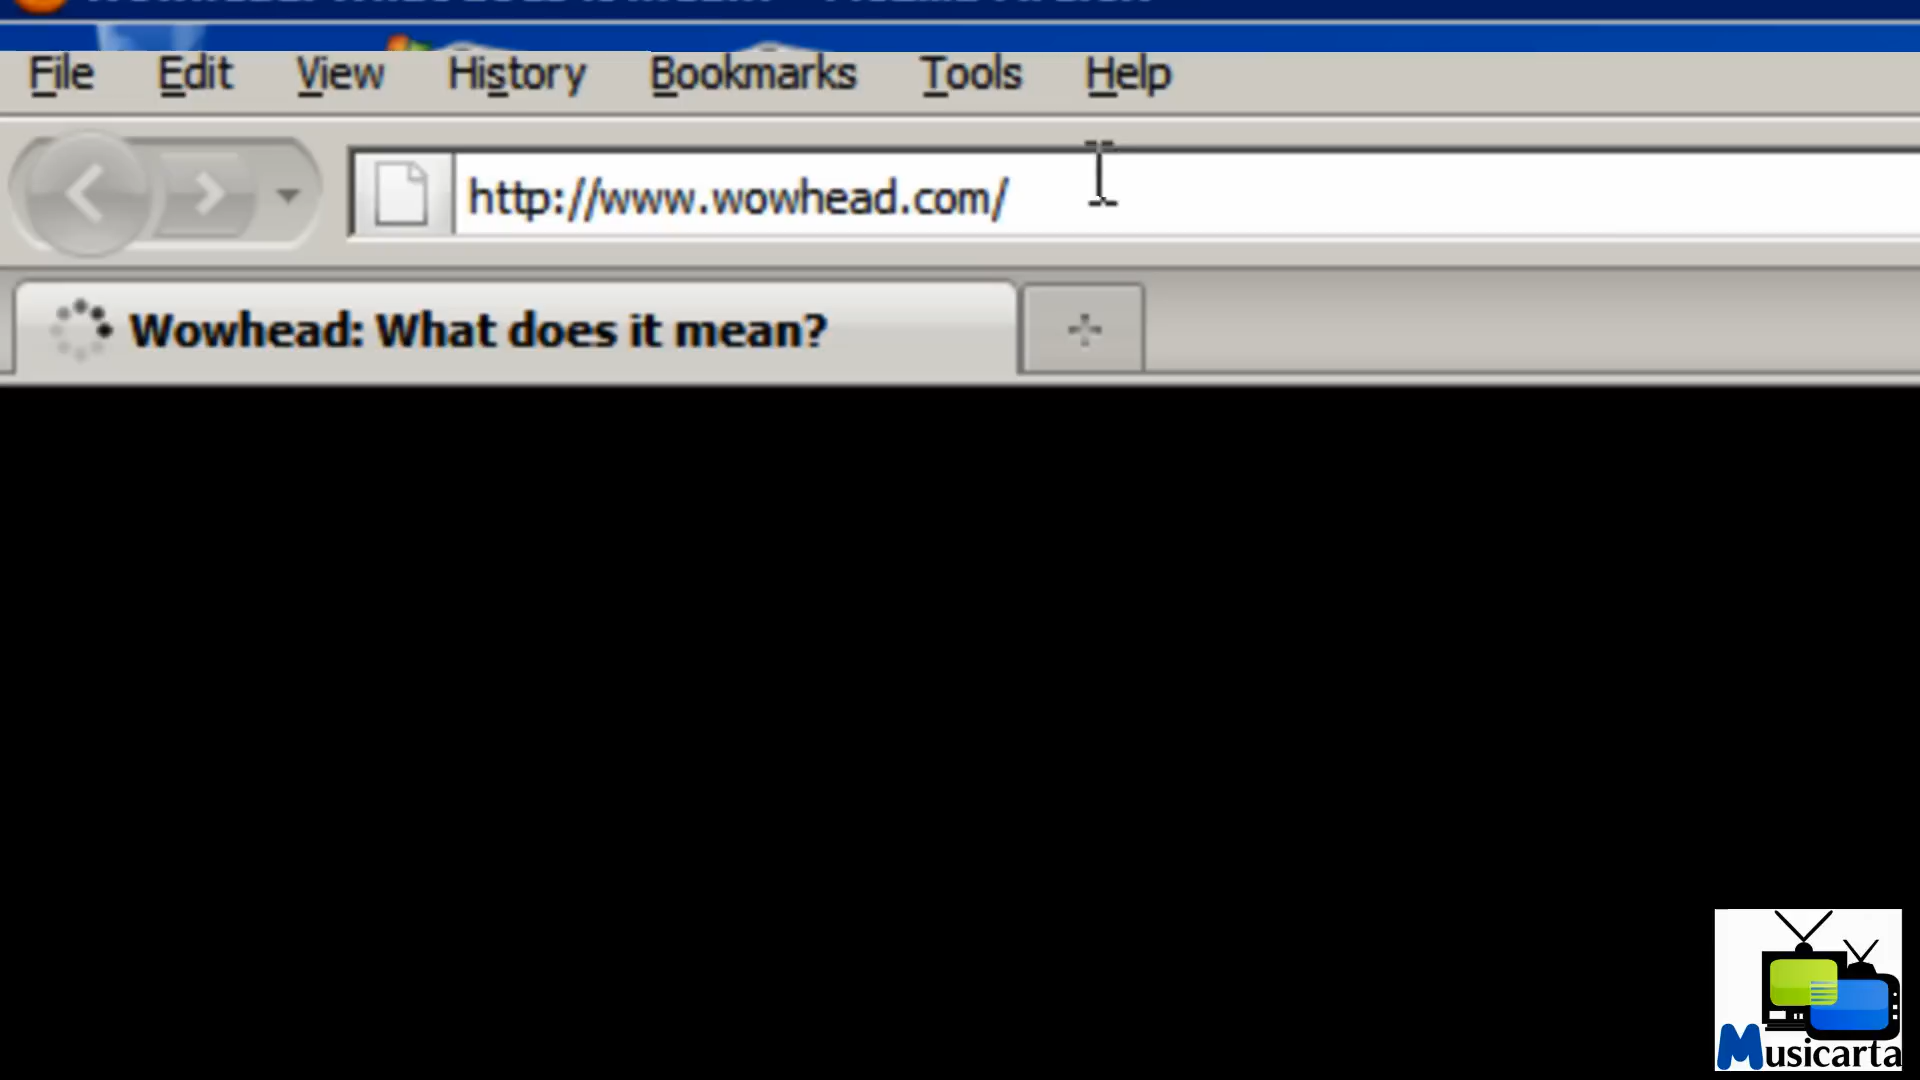 File Edit View History Bookmarks Tools Help
http://www.wowhead.com/
Wowhead: What does it mean?
Musicarta